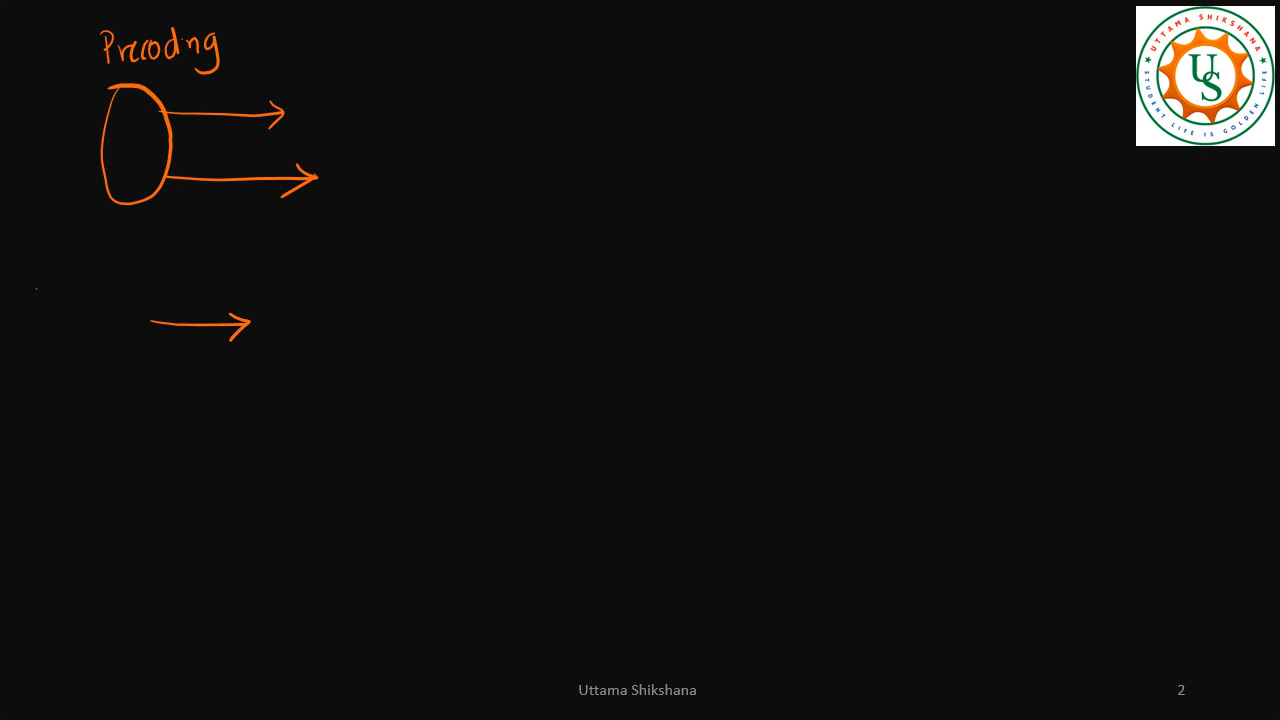 Precoding
UTTAMA SHIKSHANA
US
STUDENT LIFE IS GOLDEN LIFE
Uttama Shikshana
2